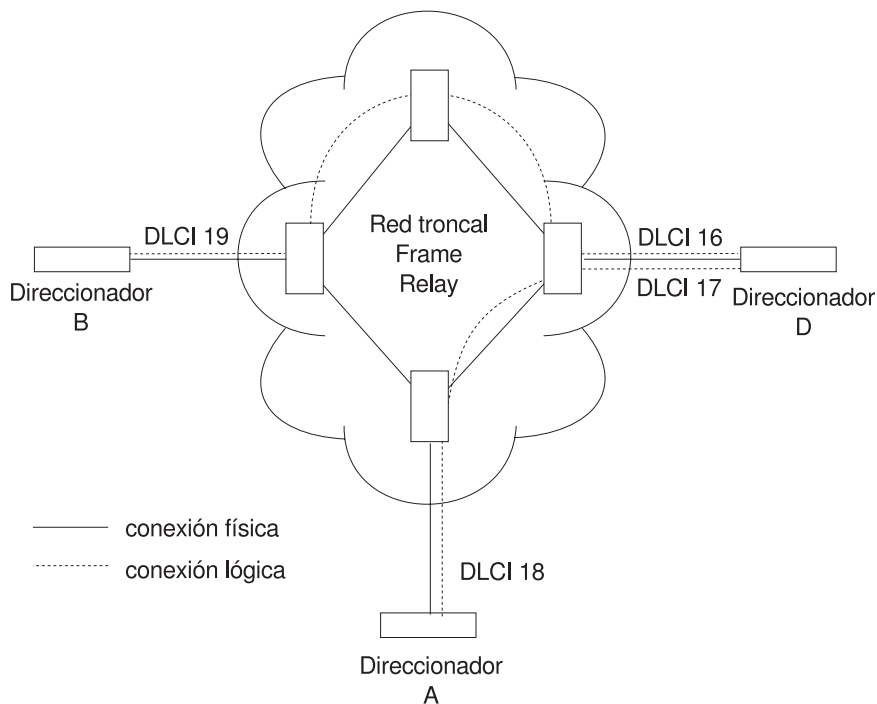 Red troncal
Frame
Relay
DLCI 19
DLCI 16
DLCI 17
Direccionador
B
Direccionador
D
conexión física
conexión lógica
DLCI 18
Direccionador
A